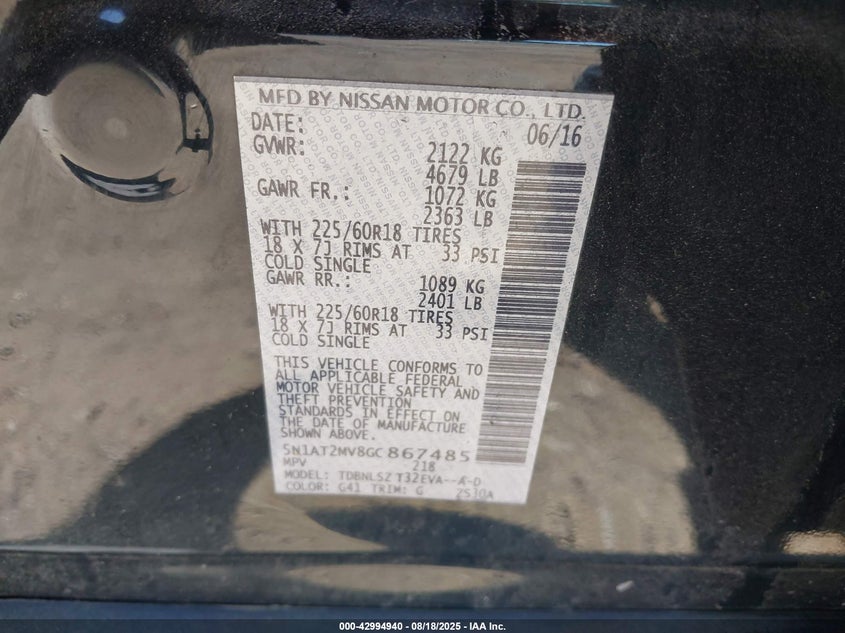 MFD BY NISSAN MOTOR CO., LTD.
DATE: 06/16
GVWR: 2122 KG
4679 LB
GAWR FR.: 1072 KG
2363 LB
WITH 225/60R18 TIRES
18 X 7J RIMS AT 33 PSI
COLD SINGLE
GAWR RR.: 1089 KG
2401 LB
WITH 225/60R18 TIRES
18 X 7J RIMS AT 33 PSI
COLD SINGLE
THIS VEHICLE CONFORMS TO
ALL APPLICABLE FEDERAL
MOTOR VEHICLE SAFETY AND
THEFT PREVENTION
STANDARDS IN EFFECT ON
THE DATE OF MANUFACTURE
SHOWN ABOVE.
5N1AT2MV8GC867485
MPV 218
MODEL: TDBNLSZ T32EVA--A-D
COLOR: G41 TRIM: G 2S30A
000-42994940 - 08/18/2025 - IAA Inc.